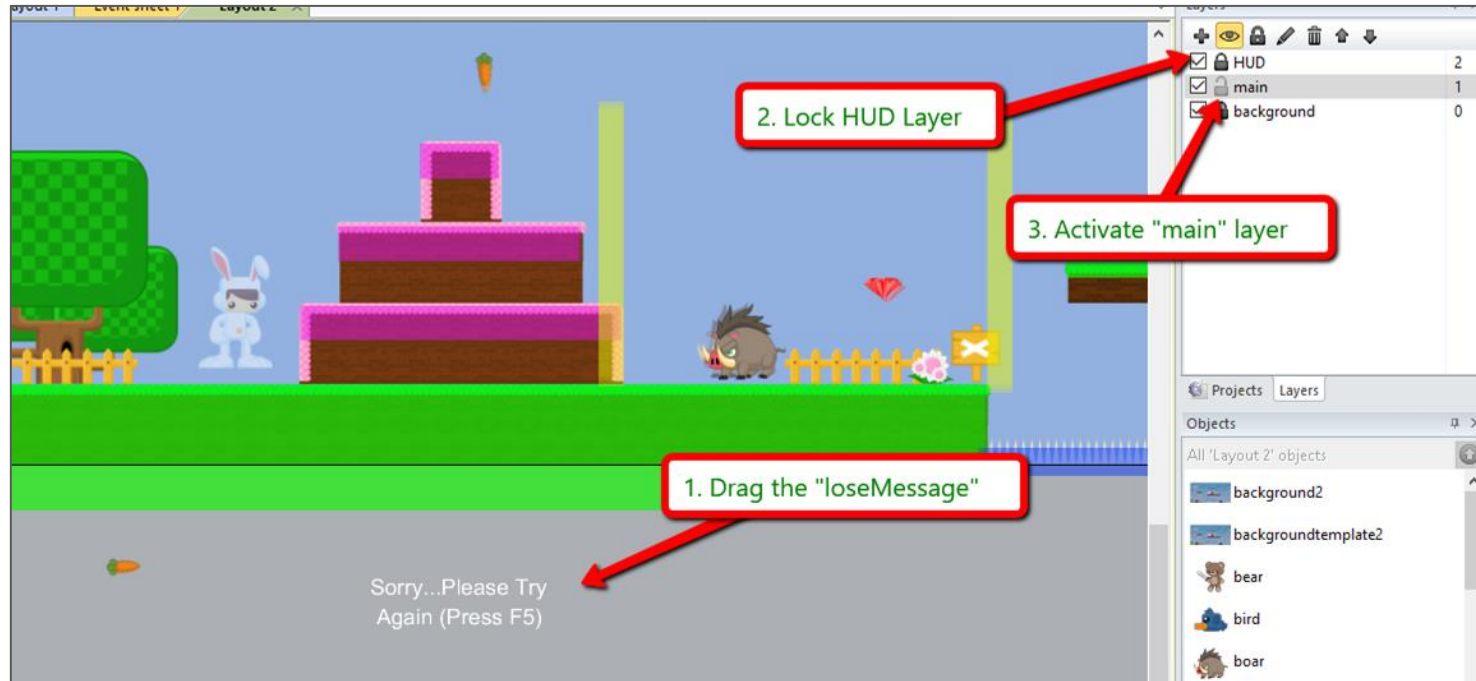 Event sheet 1
Layout 2
Layers
HUD 2
main 1
background 0
2. Lock HUD Layer
3. Activate "main" layer
Projects Layers
Objects
All 'Layout 2' objects
background2
backgroundtemplate2
bear
bird
boar
1. Drag the "loseMessage"
Sorry...Please Try
Again (Press F5)